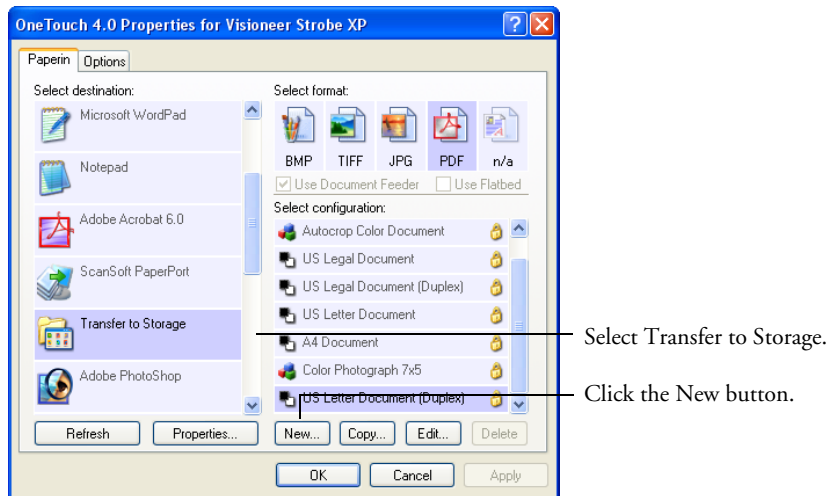 OneTouch 4.0 Properties for Visioneer Strobe XP
Paperin
Options
Select destination:
Microsoft WordPad
Notepad
Adobe Acrobat 6.0
ScanSoft PaperPort
Transfer to Storage
Adobe PhotoShop
Refresh
Properties...
Select format:
BMP TIFF JPG PDF n/a
Use Document Feeder
Use Flatbed
Select configuration:
Autocrop Color Document
US Legal Document
US Legal Document (Duplex)
US Letter Document
A4 Document
Color Photograph 7x5
US Letter Document (Duplex)
New... Copy... Edit... Delete
OK Cancel Apply
Select Transfer to Storage.
Click the New button.